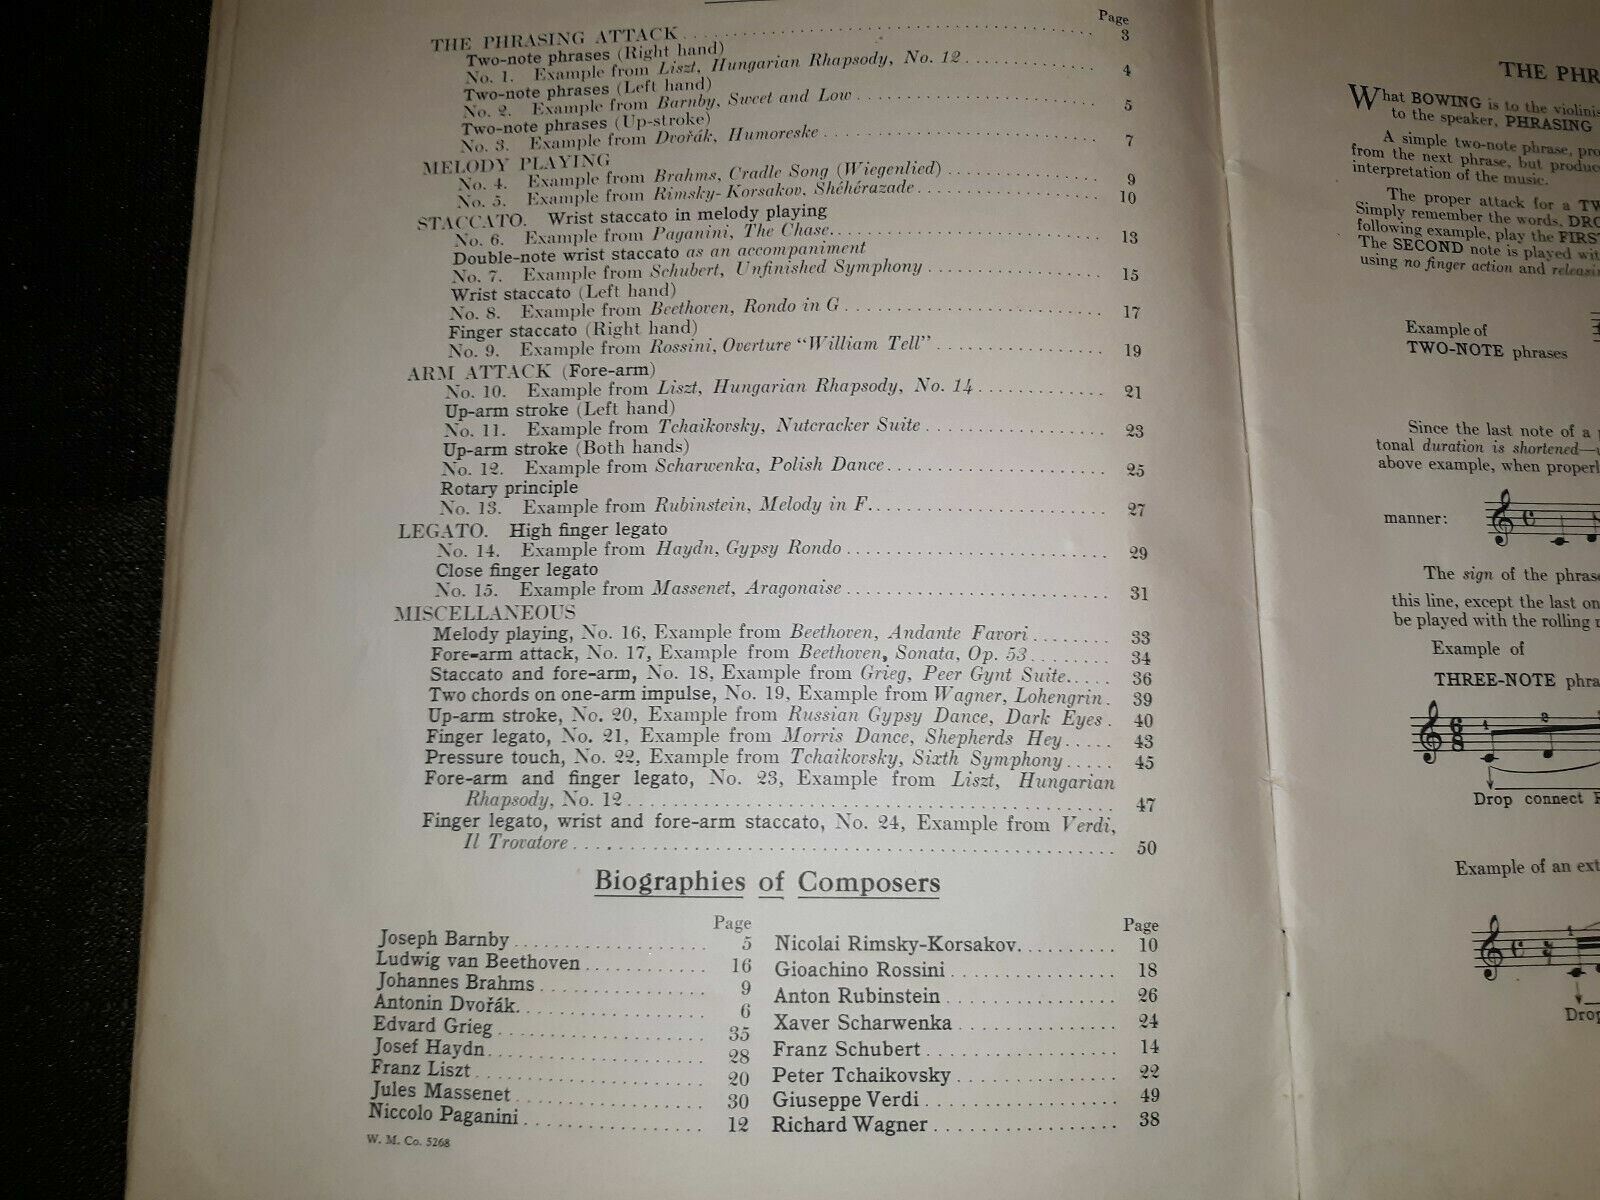 Page
THE PHRASING ATTACK 3
Two-note phrases (Right hand)
No. 1. Example from Liszt, Hungarian Rhapsody, No. 12 4
Two-note phrases (Left hand)
No. 2. Example from Barnby, Sweet and Low 5
Two-note phrases (Up-stroke)
No. 3. Example from Dvořák, Humoreske 7
MELODY PLAYING
No. 4. Example from Brahms, Cradle Song (Wiegenlied) 9
No. 5. Example from Rimsky-Korsakov, Shéhérazade 10
STACCATO. Wrist staccato in melody playing
No. 6. Example from Paganini, The Chase 13
Double-note wrist staccato as an accompaniment
No. 7. Example from Schubert, Unfinished Symphony 15
Wrist staccato (Left hand)
No. 8. Example from Beethoven, Rondo in G 17
Finger staccato (Right hand)
No. 9. Example from Rossini, Overture "William Tell" 19
ARM ATTACK (Fore-arm)
No. 10. Example from Liszt, Hungarian Rhapsody, No. 14 21
Up-arm stroke (Left hand)
No. 11. Example from Tchaikovsky, Nutcracker Suite 23
Up-arm stroke (Both hands)
No. 12. Example from Scharwenka, Polish Dance 25
Rotary principle
No. 13. Example from Rubinstein, Melody in F. 27
LEGATO. High finger legato
No. 14. Example from Haydn, Gypsy Rondo 29
Close finger legato
No. 15. Example from Massenet, Aragonaise 31
MISCELLANEOUS
Melody playing, No. 16, Example from Beethoven, Andante Favori 33
Fore-arm attack, No. 17, Example from Beethoven, Sonata, Op. 53 34
Staccato and fore-arm, No. 18, Example from Grieg, Peer Gynt Suite 36
Two chords on one-arm impulse, No. 19, Example from Wagner, Lohengrin 39
Up-arm stroke, No. 20, Example from Russian Gypsy Dance, Dark Eyes 40
Finger legato, No. 21, Example from Morris Dance, Shepherds Hey 43
Pressure touch, No. 22, Example from Tchaikovsky, Sixth Symphony 45
Fore-arm and finger legato, No. 23, Example from Liszt, Hungarian
Rhapsody, No. 12 47
Finger legato, wrist and fore-arm staccato, No. 24, Example from Verdi,
Il Trovatore 50
Biographies of Composers
Page
Joseph Barnby 5
Ludwig van Beethoven 16
Johannes Brahms 9
Antonin Dvořák 6
Edvard Grieg 35
Josef Haydn 28
Franz Liszt 20
Jules Massenet 30
Niccolo Paganini 12
Page
Nicolai Rimsky-Korsakov 10
Gioachino Rossini 18
Anton Rubinstein 26
Xaver Scharwenka 24
Franz Schubert 14
Peter Tchaikovsky 22
Giuseppe Verdi 49
Richard Wagner 38
W. M. Co. 5268
THE PHR
What BOWING is to the violinis
to the speaker, PHRASING
A simple two-note phrase, pro
from the next phrase, but produc
interpretation of the music.
The proper attack for a TW
Simply remember the words, DRO
following example, play the FIRS
The SECOND note is played wi
using no finger action and releasin
Example of
TWO-NOTE phrases
Since the last note of a
tonal duration is shortened—
above example, when properl
manner:
The sign of the phras
this line, except the last on
be played with the rolling
Example of
THREE-NOTE phra
6
8
1 2
Drop connect
Example of an ext
1
Drop